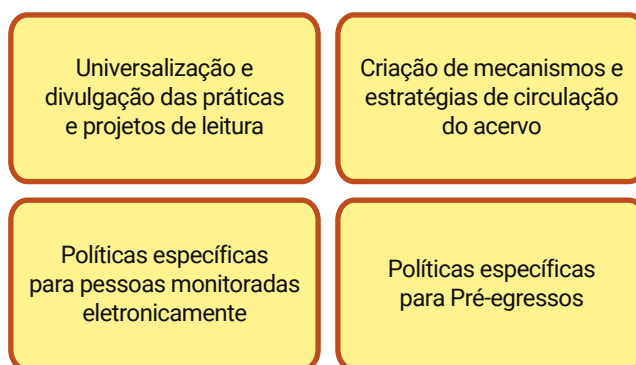 Universalização e
divulgação das práticas
e projetos de leitura
Criação de mecanismos e
estratégias de circulação
do acervo
Políticas específicas
para pessoas monitoradas
eletronicamente
Políticas específicas
para Pré-egressos